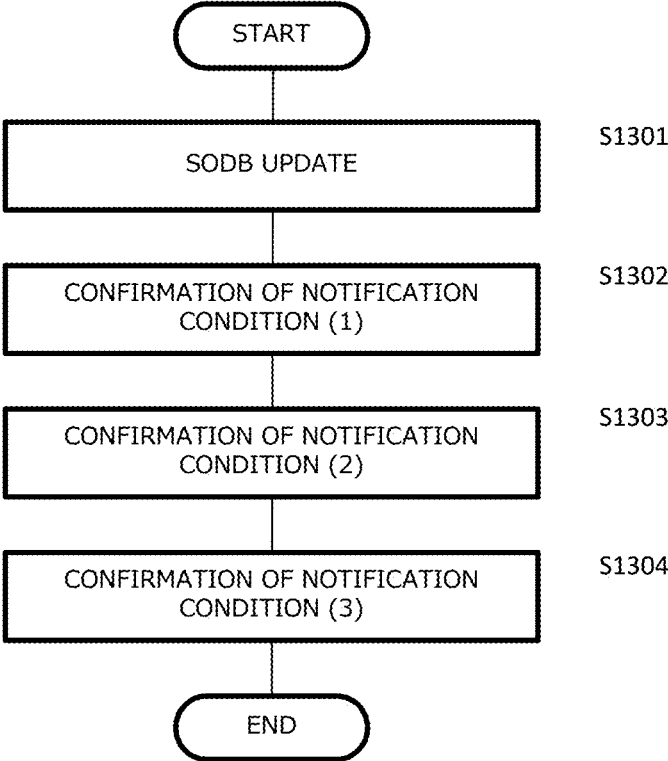 START
SODB UPDATE
S1301
CONFIRMATION OF NOTIFICATION
CONDITION (1)
S1302
CONFIRMATION OF NOTIFICATION
CONDITION (2)
S1303
CONFIRMATION OF NOTIFICATION
CONDITION (3)
S1304
END